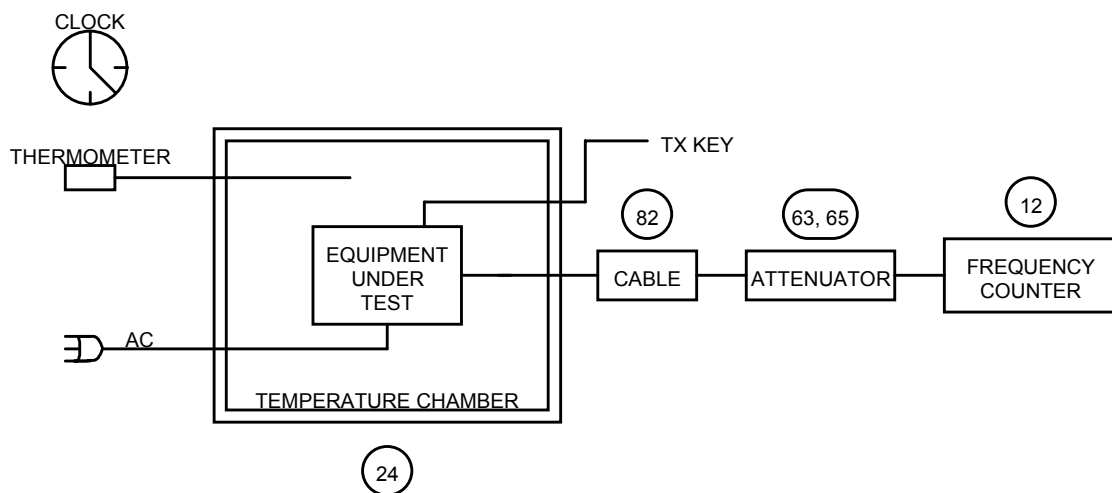 CLOCK
THERMOMETER
TX KEY
82
63, 65
12
EQUIPMENT
UNDER
TEST
CABLE
ATTENUATOR
FREQUENCY
COUNTER
AC
TEMPERATURE CHAMBER
24